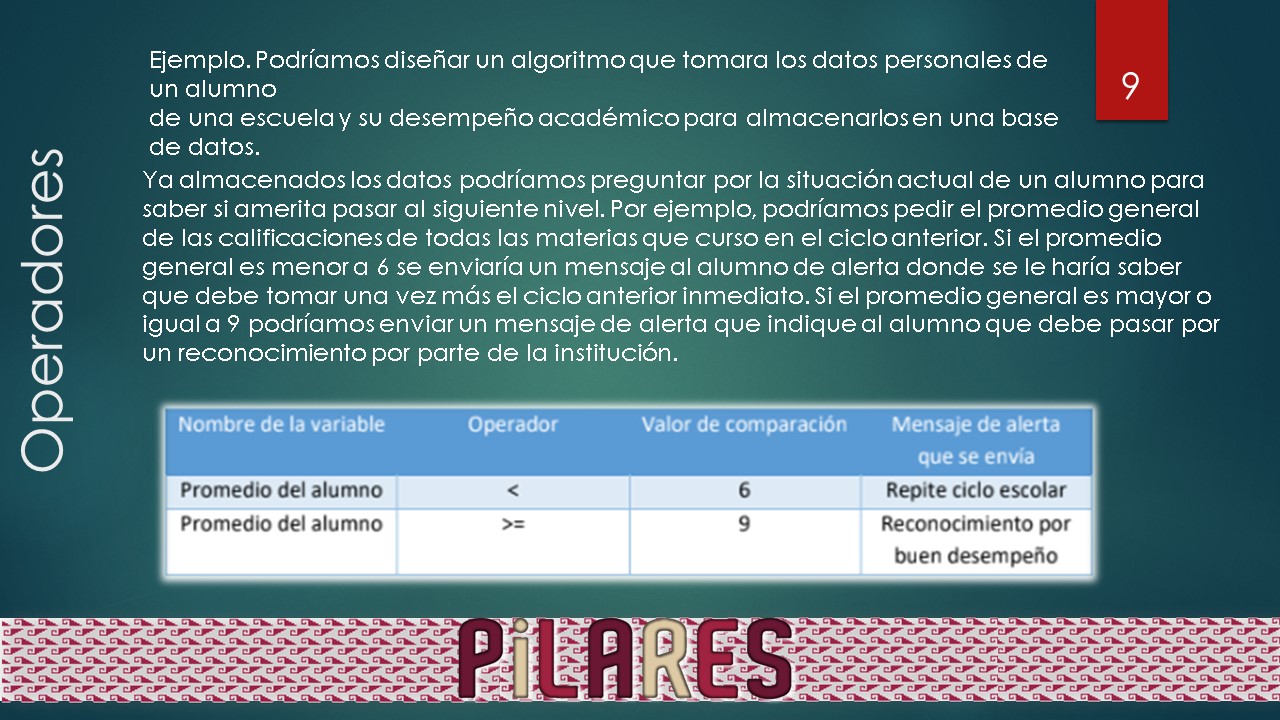 Operadores
9
Ejemplo. Podríamos diseñar un algoritmo que tomara los datos personales de
un alumno
de una escuela y su desempeño académico para almacenarlos en una base
de datos.
Ya almacenados los datos podríamos preguntar por la situación actual de un alumno para
saber si amerita pasar al siguiente nivel. Por ejemplo, podríamos pedir el promedio general
de las calificaciones de todas las materias que curso en el ciclo anterior. Si el promedio
general es menor a 6 se enviaría un mensaje al alumno de alerta donde se le haría saber
que debe tomar una vez más el ciclo anterior inmediato. Si el promedio general es mayor o
igual a 9 podríamos enviar un mensaje de alerta que indique al alumno que debe pasar por
un reconocimiento por parte de la institución.
Nombre de la variable Operador Valor de comparación Mensaje de alerta
que se envía
Promedio del alumno < 6 Repite ciclo escolar
Promedio del alumno >= 9 Reconocimiento por
buen desempeño
PiLARES